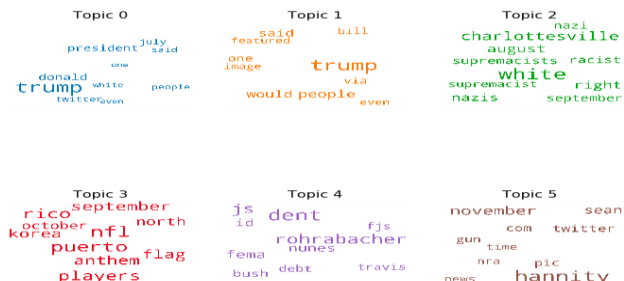 Topic 0
july
president said
one
donald
trump white people
twitter even
Topic 1
said bill
featured
one
image trump
via
would people
even
Topic 2
nazi
charlottesville
august
supremacists racist
white
supremacist right
nazis september
Topic 3
september
rico
october north
korea nfl
puerto
anthem flag
players
Topic 4
js
id dent
fjs
rohrabacher
nunes
fema
bush debt travis
Topic 5
november sean
com twitter
gun
time
nra pic
news hannity